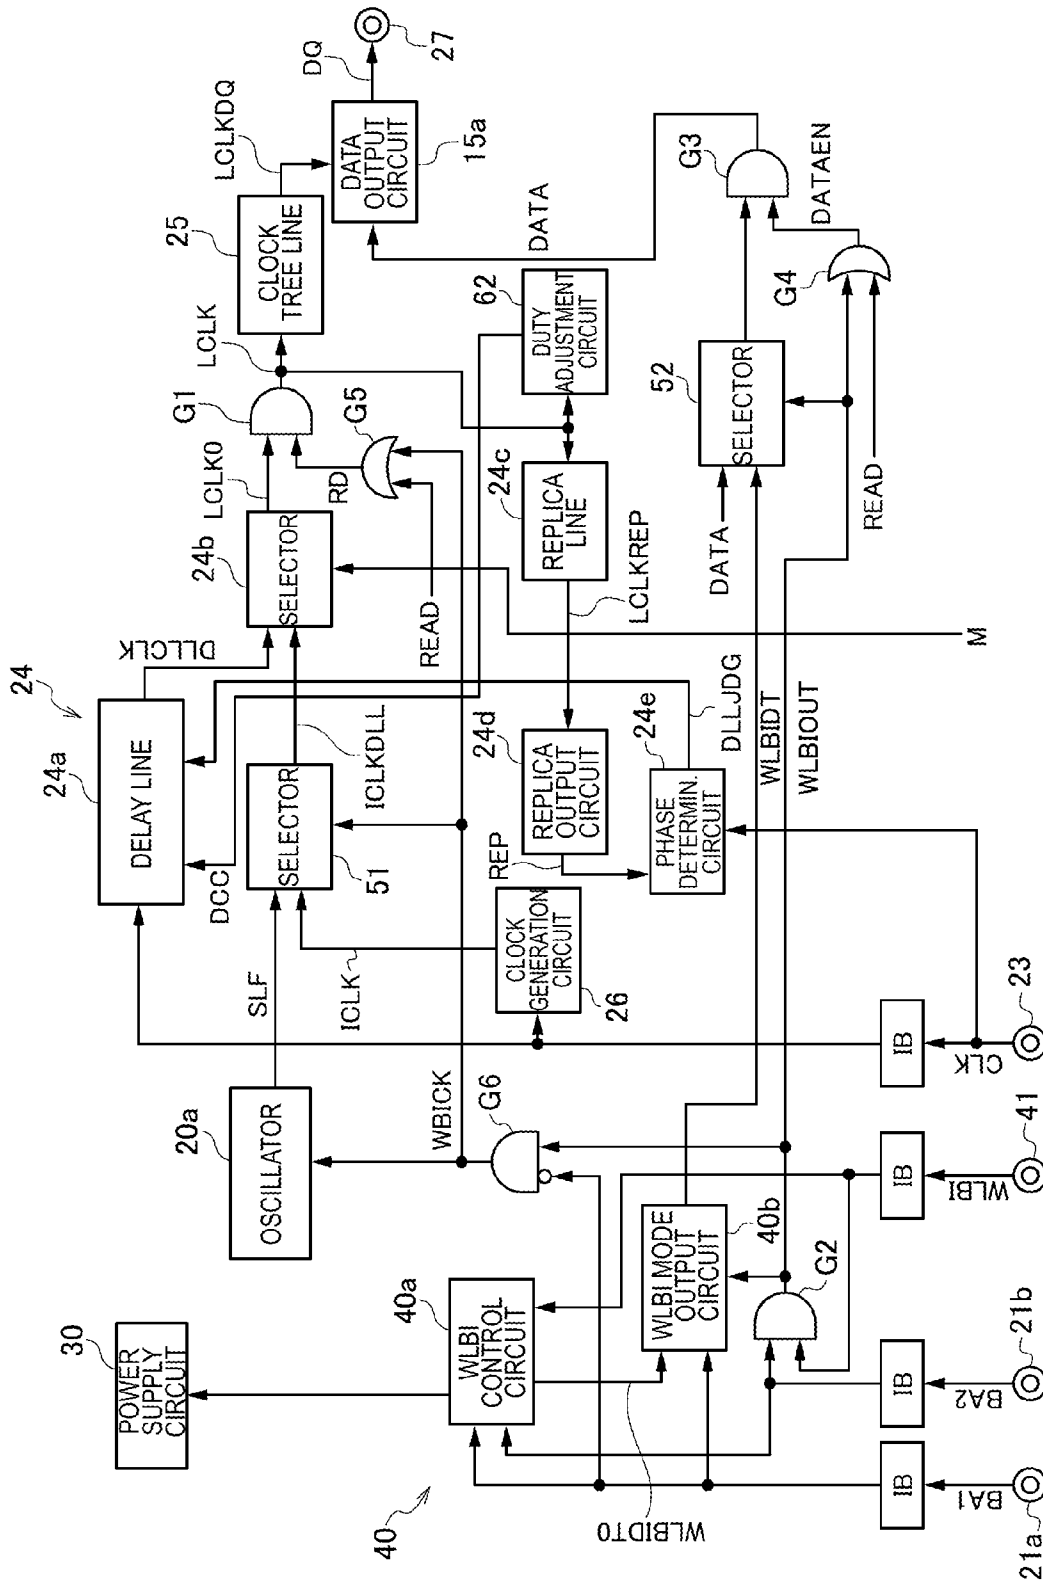 POWER
SUPPLY
CIRCUIT
30
OSCILLATOR
20a
SLF
DELAY LINE
24a
24
DCC
DLLCLK
SELECTOR
51
ICLKDLL
SELECTOR
24b
LCLK0
G1
LCLK
CLOCK
TREE LINE
25
LCLKDQ
DATA
OUTPUT
CIRCUIT
15a
DQ
27
RD
G5
READ
ICLK
WBICK
G6
40
WLBI
CONTROL
CIRCUIT
40a
WLBIDT0
WLBI MODE
OUTPUT
CIRCUIT
40b
G2
CLOCK
GENERATION
CIRCUIT
26
REPLICA
OUTPUT
CIRCUIT
24d
REP
LCLKREP
REPLICA
LINE
24c
DUTY
ADJUSTMENT
CIRCUIT
62
PHASE
DETERMIN.
CIRCUIT
24e
DLLJDG
WLBIDT
WLBIOUT
DATA
SELECTOR
52
READ
G4
DATAEN
G3
DATA
M
IB
BA1
21a
IB
BA2
21b
IB
WLBI
41
IB
CLK
23